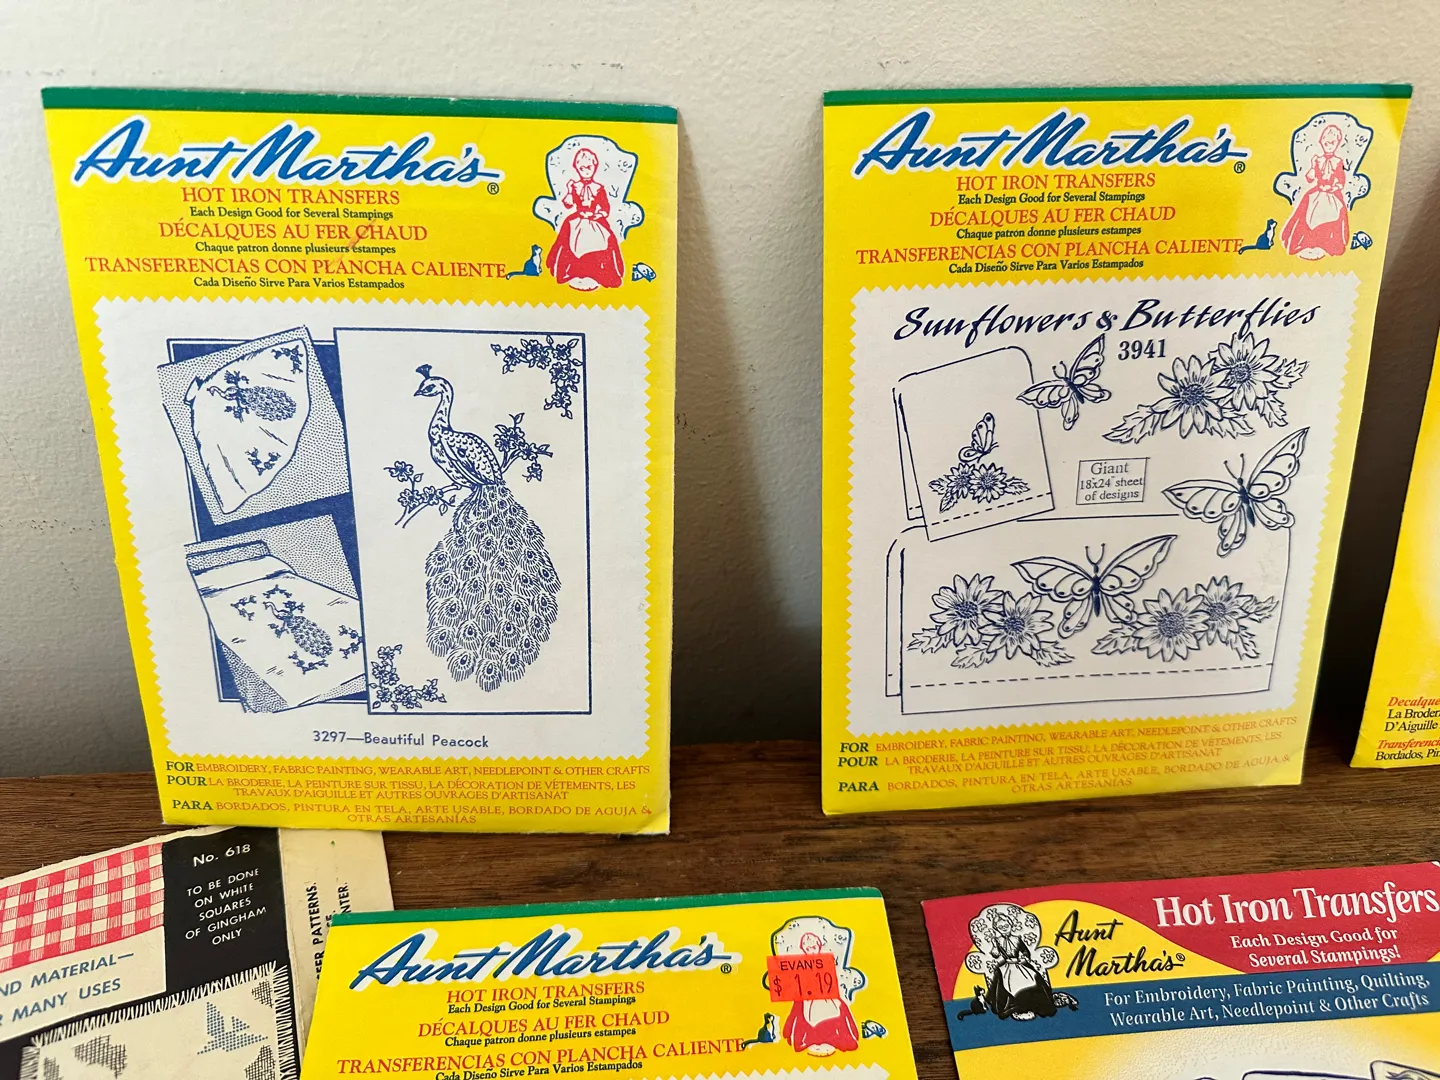 Aunt Martha's®
HOT IRON TRANSFERS
Each Design Good for Several Stampings
DÉCALQUES AU FER CHAUD
Chaque patron donne plusieurs estampes
TRANSFERENCIAS CON PLANCHA CALIENTE
Cada Diseño Sirve Para Varios Estampados
3297—Beautiful Peacock
FOR EMBROIDERY, FABRIC PAINTING, WEARABLE ART, NEEDLEPOINT & OTHER CRAFTS
POUR LA BRODERIE, LA PEINTURE SUR TISSU, LA DÉCORATION DE VÊTEMENTS, LES
TRAVAUX D'AIGUILLE ET AUTRES OUVRAGES D'ARTISANAT
PARA BORDADOS, PINTURA EN TELA, ARTE USABLE, BORDADO DE AGUJA &
OTRAS ARTESANÍAS
Aunt Martha's®
HOT IRON TRANSFERS
Each Design Good for Several Stampings
DÉCALQUES AU FER CHAUD
Chaque patron donne plusieurs estampes
TRANSFERENCIAS CON PLANCHA CALIENTE
Cada Diseño Sirve Para Varios Estampados
Sunflowers & Butterflies
3941
Giant
18x24" sheet
of designs
FOR EMBROIDERY, FABRIC PAINTING, WEARABLE ART, NEEDLEPOINT & OTHER CRAFTS
POUR LA BRODERIE, LA PEINTURE SUR TISSU, LA DÉCORATION DE VÊTEMENTS, LES
TRAVAUX D'AIGUILLE ET AUTRES OUVRAGES D'ARTISANAT
PARA BORDADOS, PINTURA EN TELA, ARTE USABLE, BORDADO DE AGUJA &
OTRAS ARTESANÍAS
La Broder
D'Aiguille
Bordados,
No. 618
TO BE DONE
ON WHITE
SQUARES
OF GINGHAM
ONLY
ND MATERIAL—
MANY USES
PATTERNS.
Aunt Martha's®
HOT IRON TRANSFERS
Each Design Good for Several Stampings
DÉCALQUES AU FER CHAUD
Chaque patron donne plusieurs estampes
TRANSFERENCIAS CON PLANCHA CALIENTE
Cada Diseño Sirve Para Varios Estampados
EVAN'S
$ 1.19
Aunt
Martha's®
Hot Iron Transfers
Each Design Good for
Several Stampings!
For Embroidery, Fabric Painting, Quilting,
Wearable Art, Needlepoint & Other Crafts